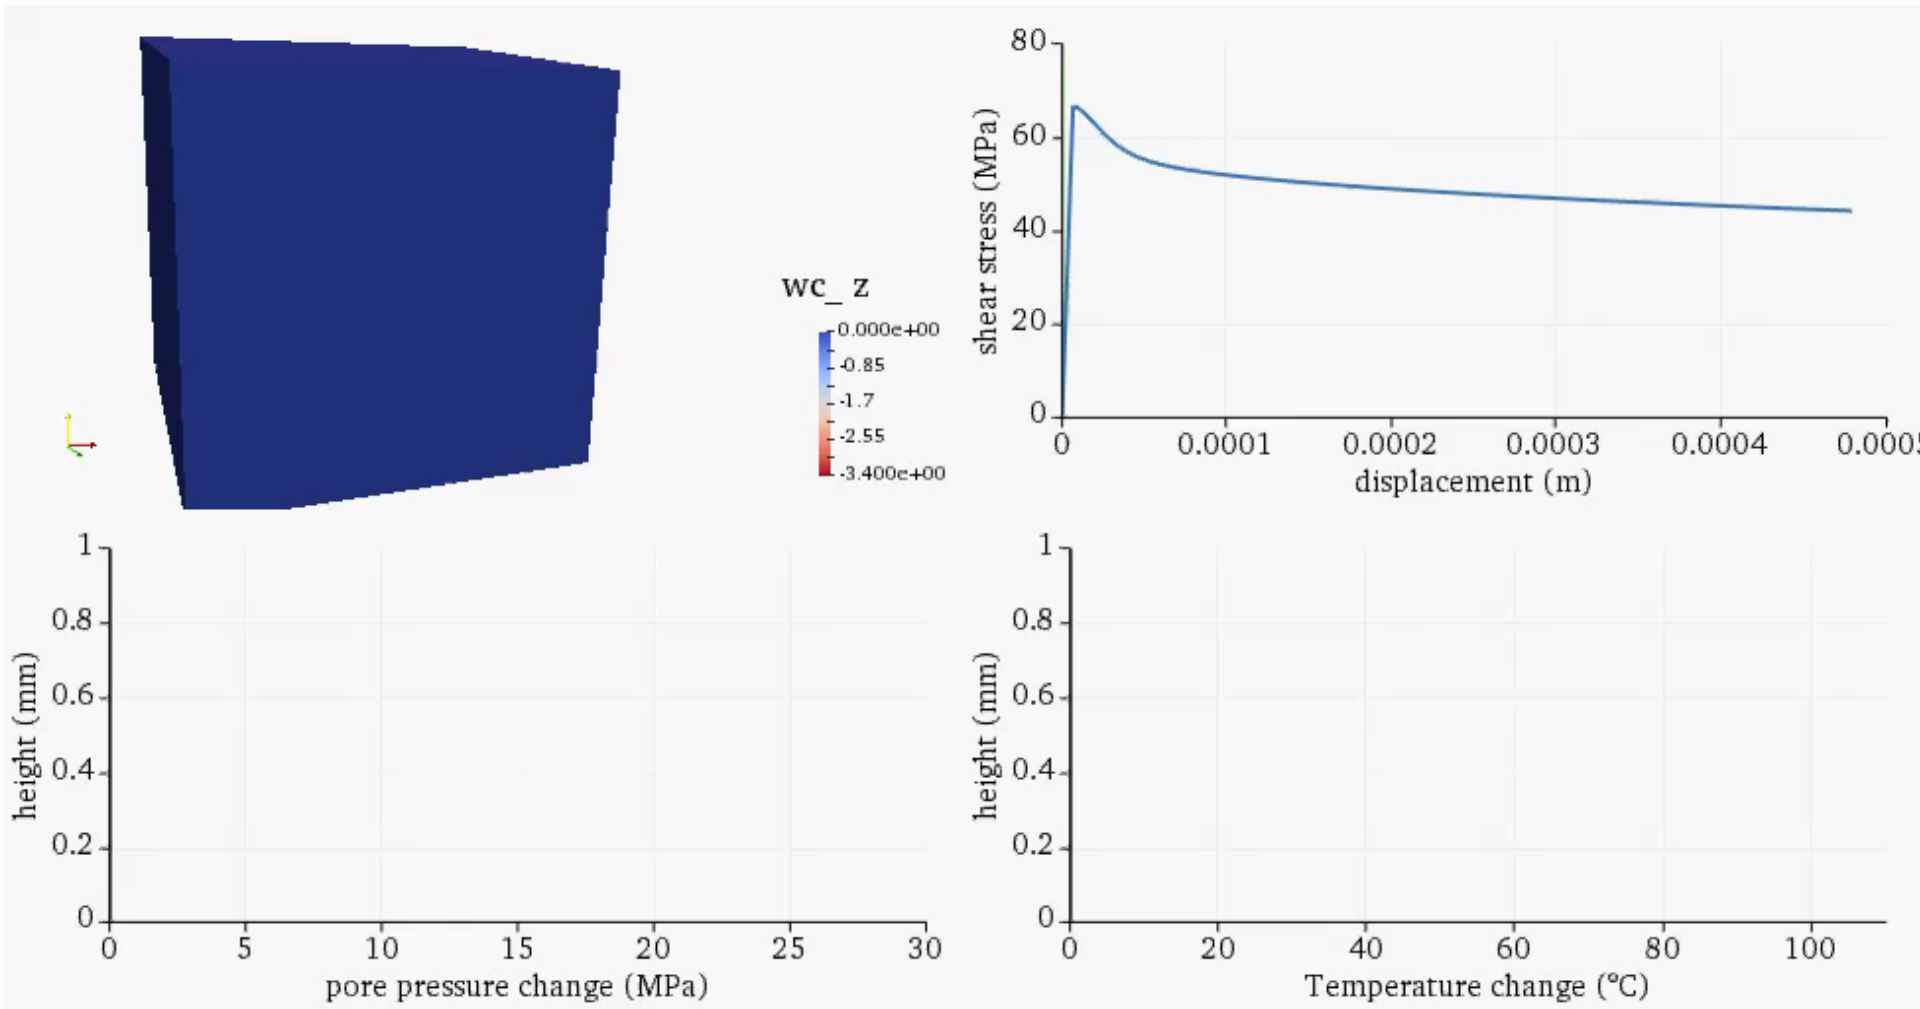 wc_ z
0.000e+00
-0.85
-1.7
-2.55
-3.400e+00
80
60
40
20
0
shear stress (MPa)
0 0.0001 0.0002 0.0003 0.0004 0.0005
displacement (m)
1
0.8
0.6
0.4
0.2
0
height (mm)
0 5 10 15 20 25 30
pore pressure change (MPa)
1
0.8
0.6
0.4
0.2
0
height (mm)
0 20 40 60 80 100
Temperature change (°C)